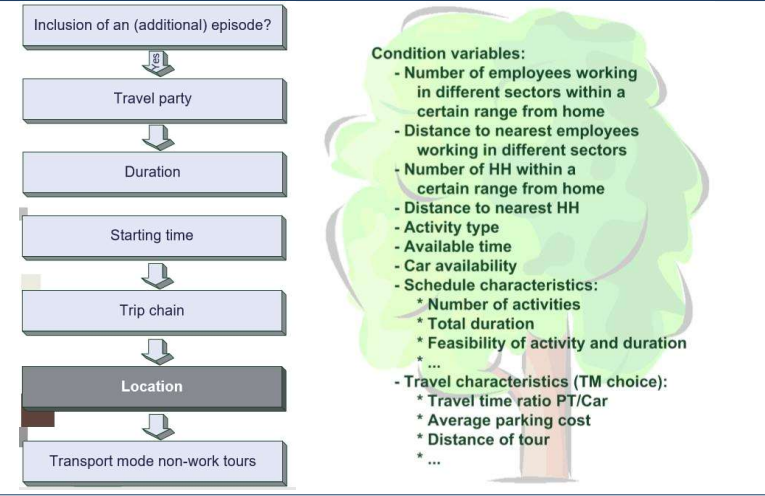 Inclusion of an (additional) episode?
Yes
Travel party
Duration
Starting time
Trip chain
Location
Transport mode non-work tours
Condition variables:
- Number of employees working
in different sectors within a
certain range from home
- Distance to nearest employees
working in different sectors
- Number of HH within a
certain range from home
- Distance to nearest HH
- Activity type
- Available time
- Car availability
- Schedule characteristics:
* Number of activities
* Total duration
* Feasibility of activity and duration
* ...
- Travel characteristics (TM choice):
* Travel time ratio PT/Car
* Average parking cost
* Distance of tour
* ...